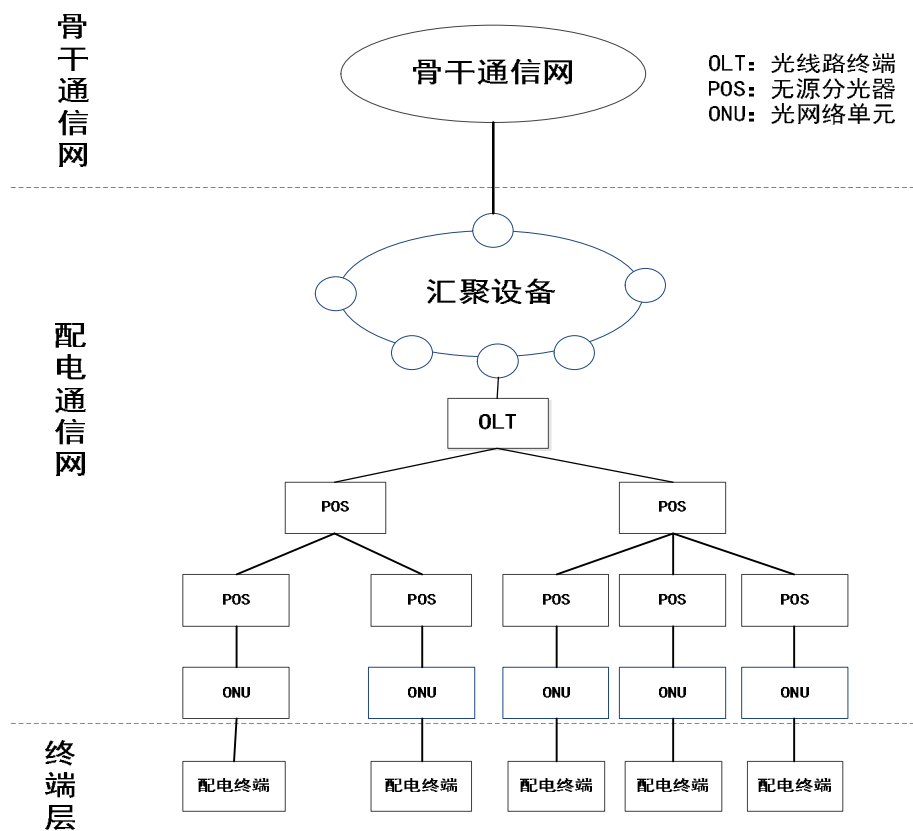 骨干通信网
骨干通信网
OLT：光线路终端
POS：无源分光器
ONU：光网络单元
配电通信网
汇聚设备
OLT
POS
POS
POS
POS
POS
POS
POS
ONU
ONU
ONU
ONU
ONU
终端层
配电终端
配电终端
配电终端
配电终端
配电终端